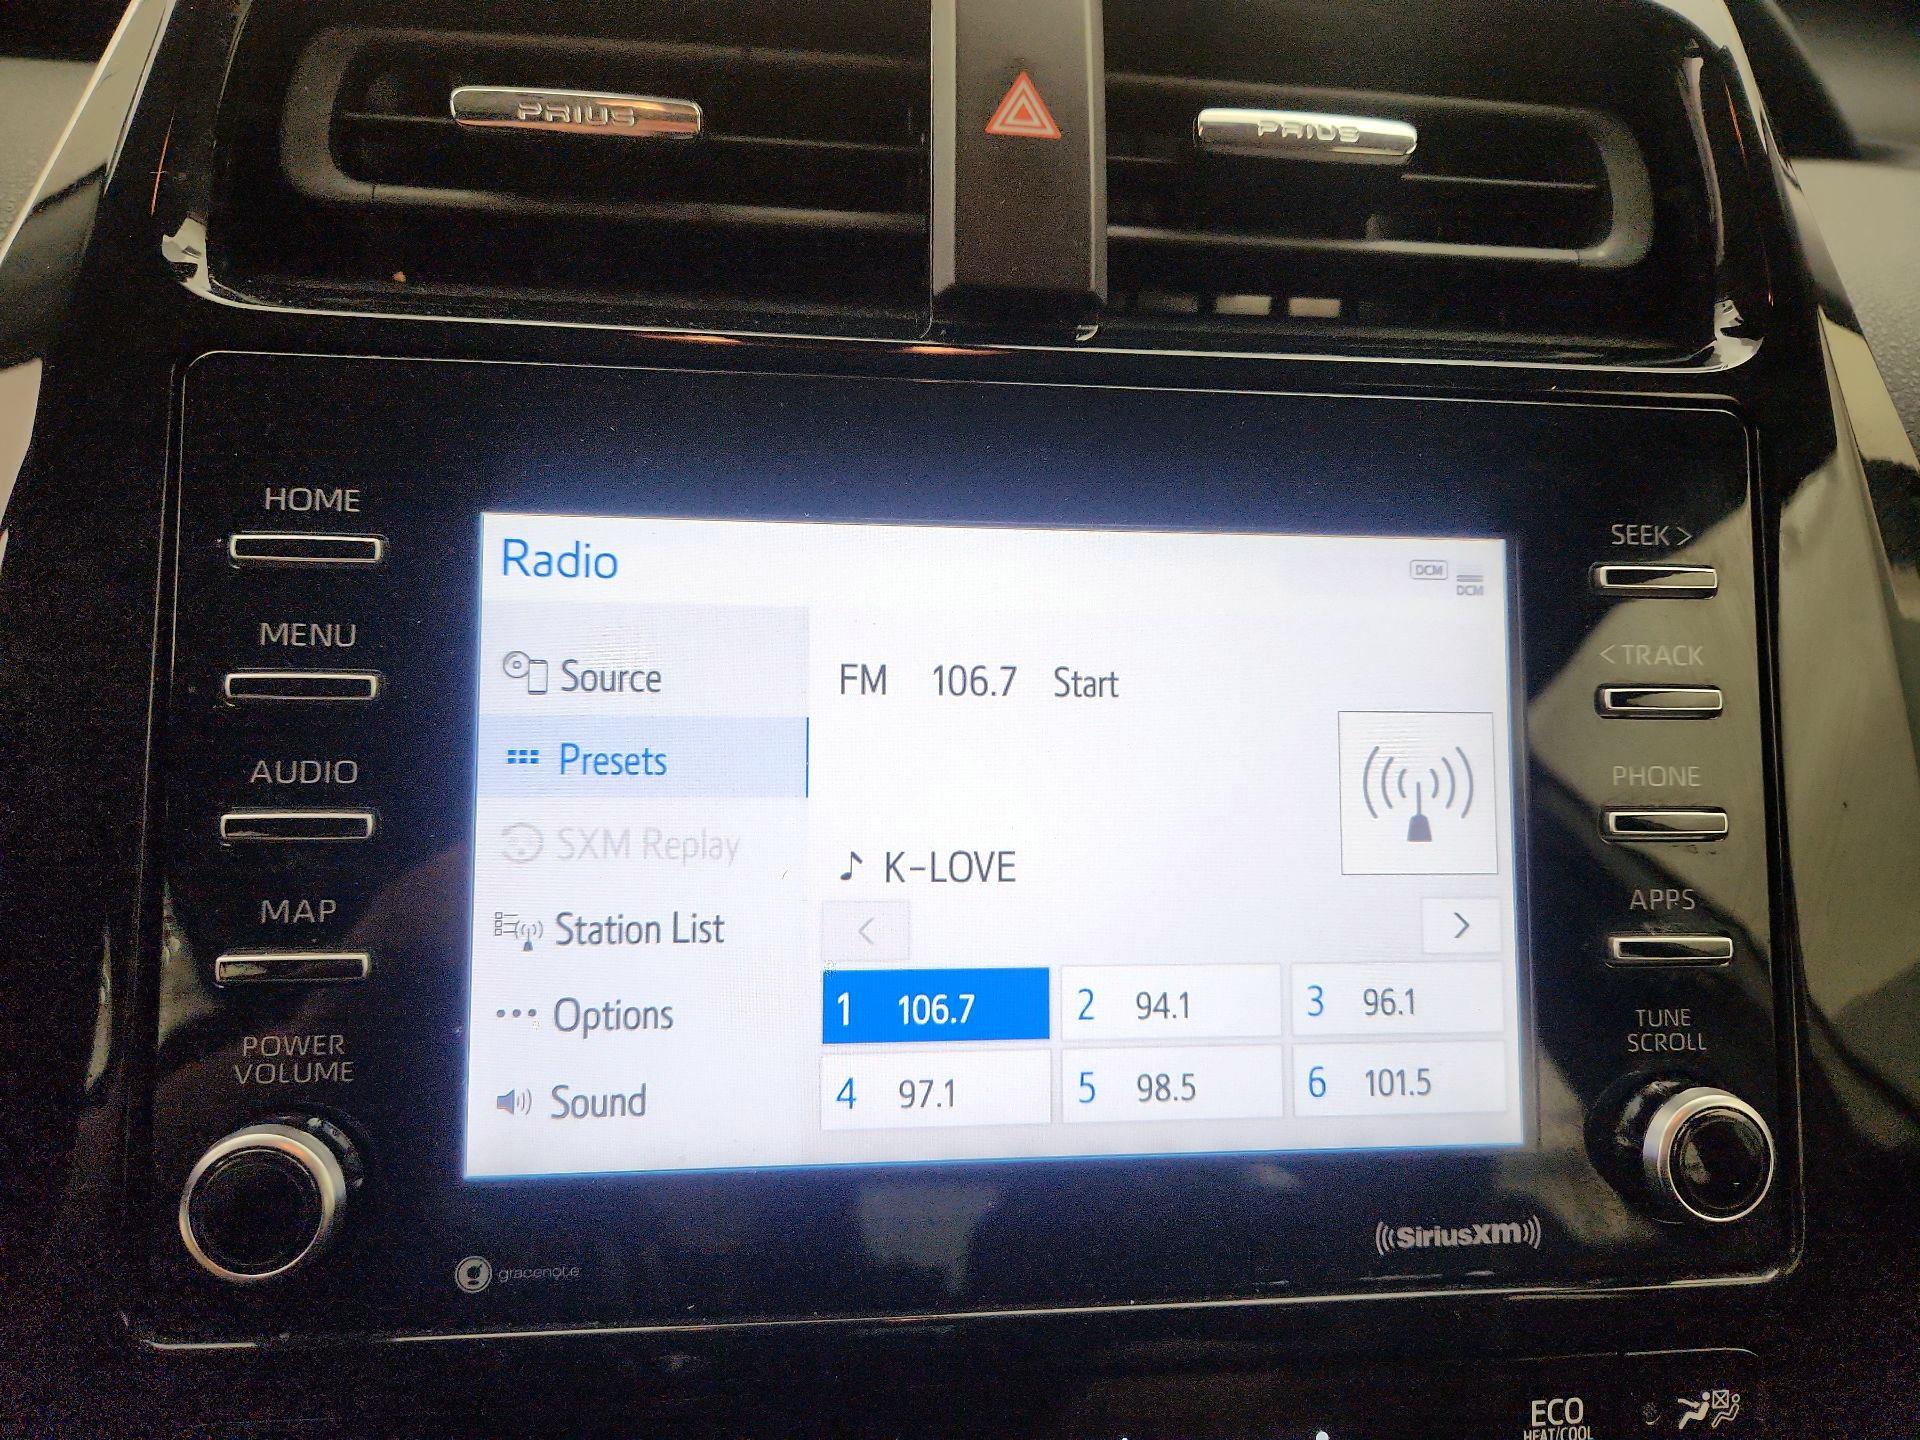 PRIUS
PRIUS
HOME
MENU
AUDIO
MAP
POWER
VOLUME
Radio
DCM
DCM
Source
Presets
SXM Replay
Station List
Options
Sound
FM 106.7 Start
K-LOVE
<
>
1 106.7
2 94.1
3 96.1
4 97.1
5 98.5
6 101.5
SEEK >
< TRACK
PHONE
APPS
TUNE
SCROLL
gracenote
((SiriusXM))
ECO
HEAT/COOL